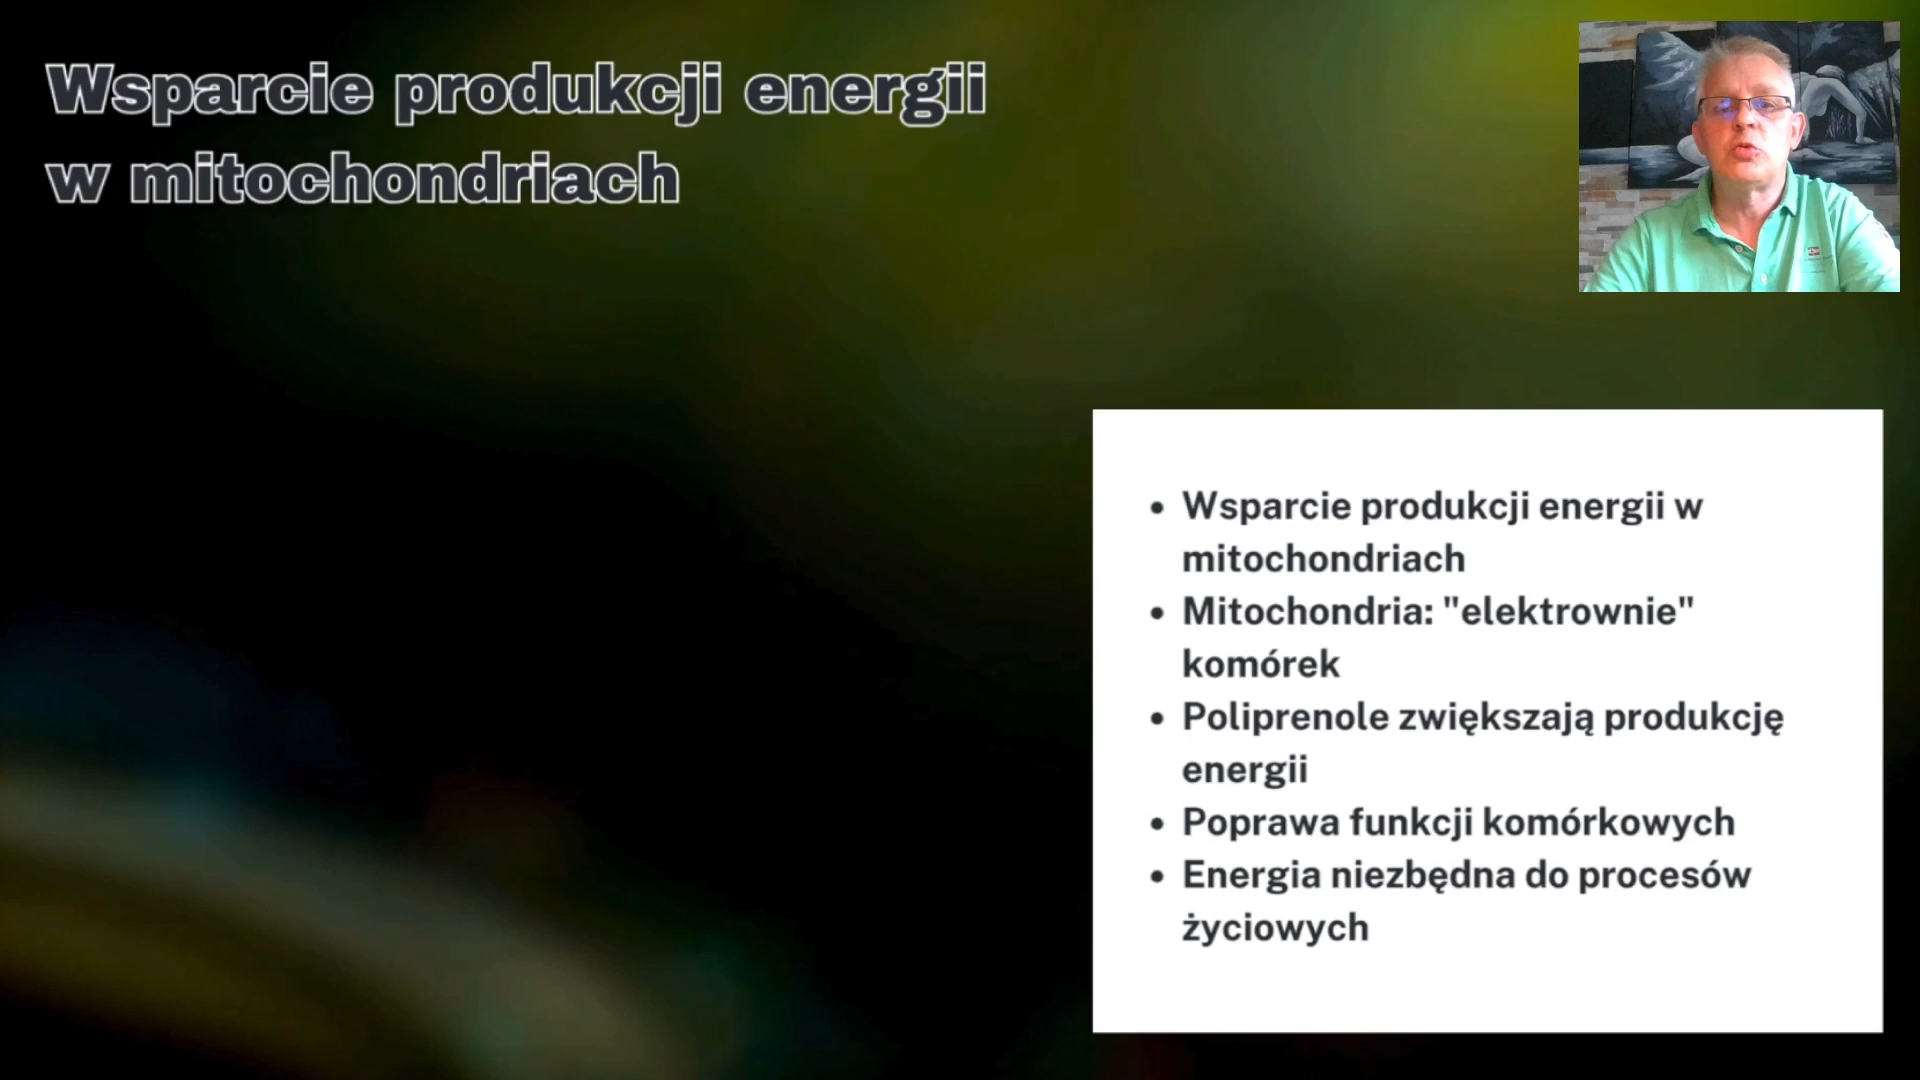 Wsparcie produkcji energii
w mitochondriach
• Wsparcie produkcji energii w
mitochondriach
• Mitochondria: "elektrownie"
komórek
• Poliprenole zwiększają produkcję
energii
• Poprawa funkcji komórkowych
• Energia niezbędna do procesów
życiowych